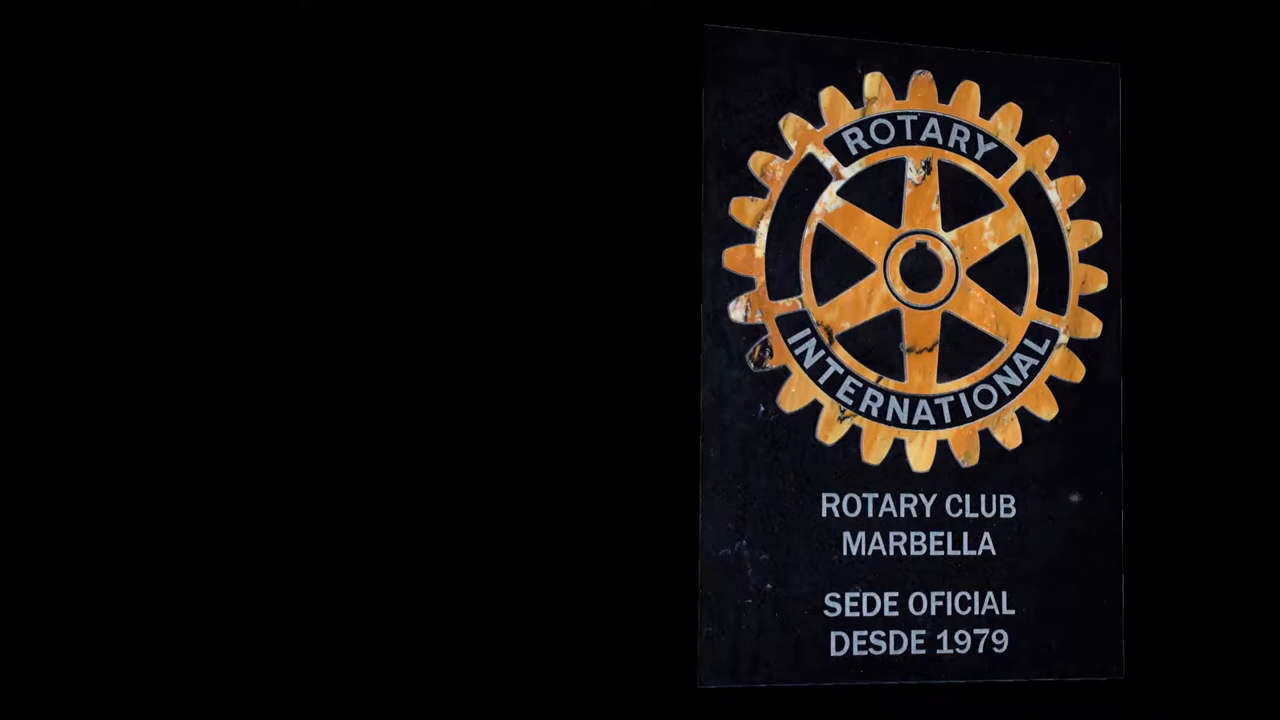 ROTARY
INTERNATIONAL
ROTARY CLUB
MARBELLA
SEDE OFICIAL
DESDE 1979